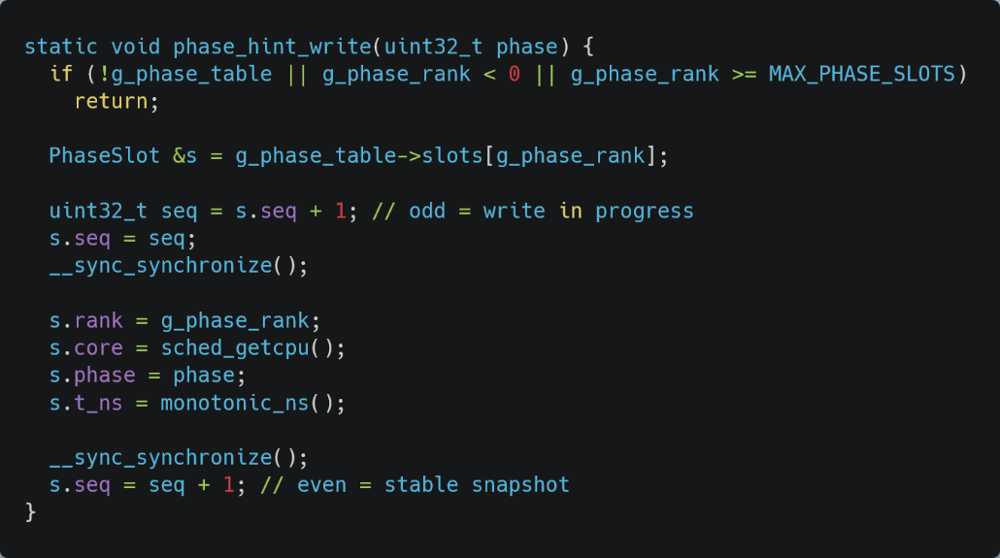 static void phase_hint_write(uint32_t phase) {
  if (!g_phase_table || g_phase_rank < 0 || g_phase_rank >= MAX_PHASE_SLOTS)
    return;

  PhaseSlot &s = g_phase_table->slots[g_phase_rank];

  uint32_t seq = s.seq + 1; // odd = write in progress
  s.seq = seq;
  __sync_synchronize();

  s.rank = g_phase_rank;
  s.core = sched_getcpu();
  s.phase = phase;
  s.t_ns = monotonic_ns();

  __sync_synchronize();
  s.seq = seq + 1; // even = stable snapshot
}